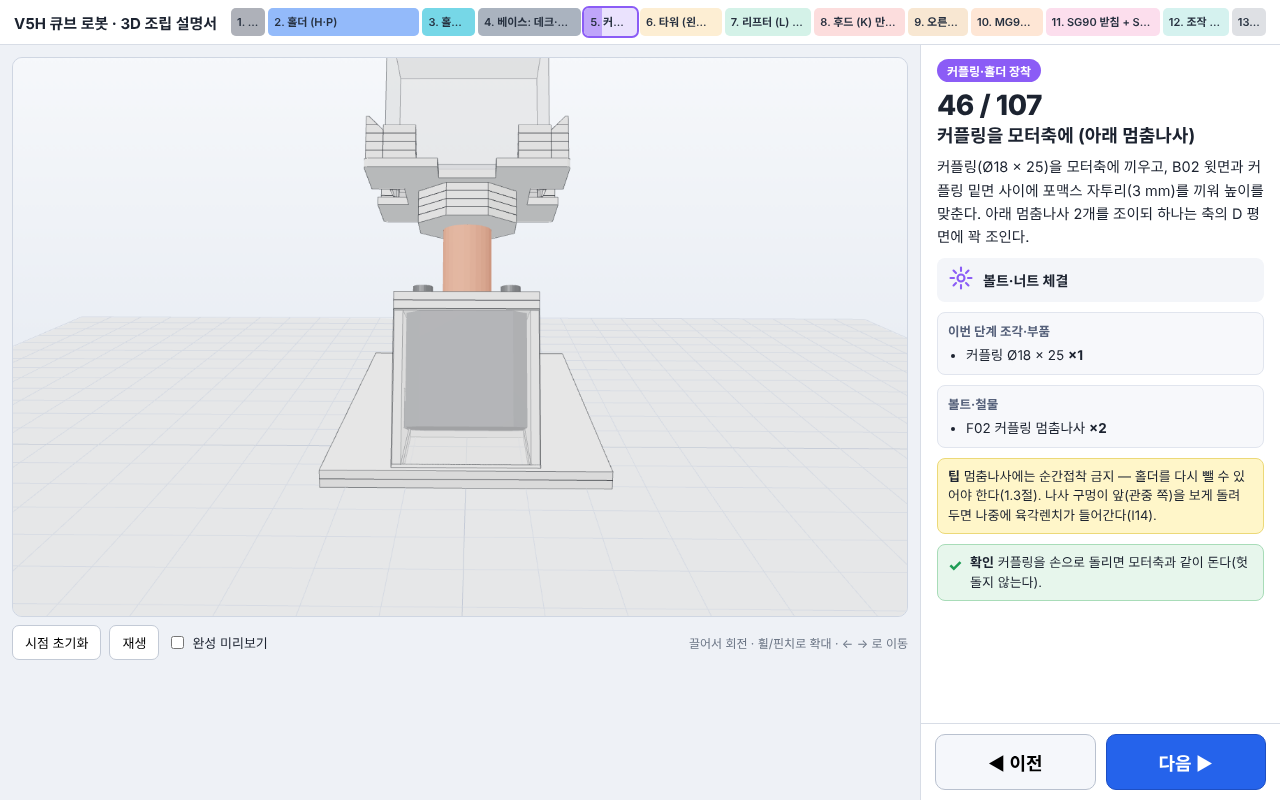 V5H 큐브 로봇 · 3D 조립 설명서
1. ...
2. 홀더 (H·P)
3. 홀...
4. 베이스: 데크·...
5. 커...
6. 타워 (왼...
7. 리프터 (L) ...
8. 후드 (K) 만...
9. 오른...
10. MG9...
11. SG90 받침 + S...
12. 조작 ...
13...
커플링·홀더 장착
46 / 107
커플링을 모터축에 (아래 멈춤나사)
커플링(Ø18 × 25)을 모터축에 끼우고, B02 윗면과 커
플링 밑면 사이에 포맥스 자투리(3 mm)를 끼워 높이를
맞춘다. 아래 멈춤나사 2개를 조이되 하나는 축의 D 평
면에 꽉 조인다.
볼트·너트 체결
이번 단계 조각·부품
• 커플링 Ø18 × 25 ×1
볼트·철물
• F02 커플링 멈춤나사 ×2
팁 멈춤나사에는 순간접착 금지 — 홀더를 다시 뺄 수 있
어야 한다(1.3절). 나사 구멍이 앞(관중 쪽)을 보게 돌려
두면 나중에 육각렌치가 들어간다(I14).
✓ 확인 커플링을 손으로 돌리면 모터축과 같이 돈다(헛
돌지 않는다).
시점 초기화
재생
완성 미리보기
끌어서 회전 · 휠/핀치로 확대 · ← → 로 이동
◀ 이전
다음 ▶